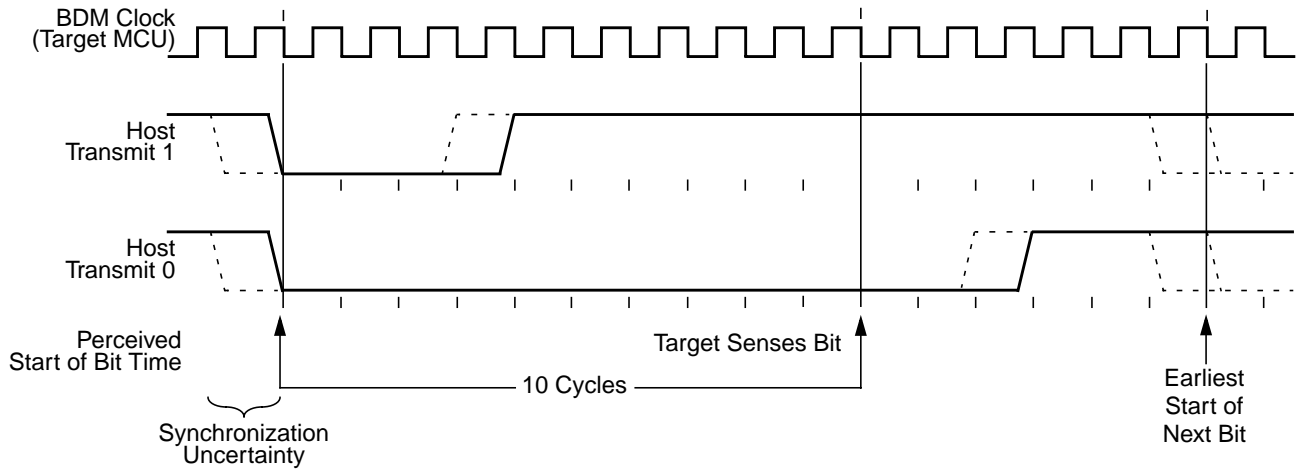 BDM Clock
(Target MCU)
Host
Transmit 1
Host
Transmit 0
Perceived
Start of Bit Time
Target Senses Bit
10 Cycles
Earliest
Start of
Next Bit
Synchronization
Uncertainty